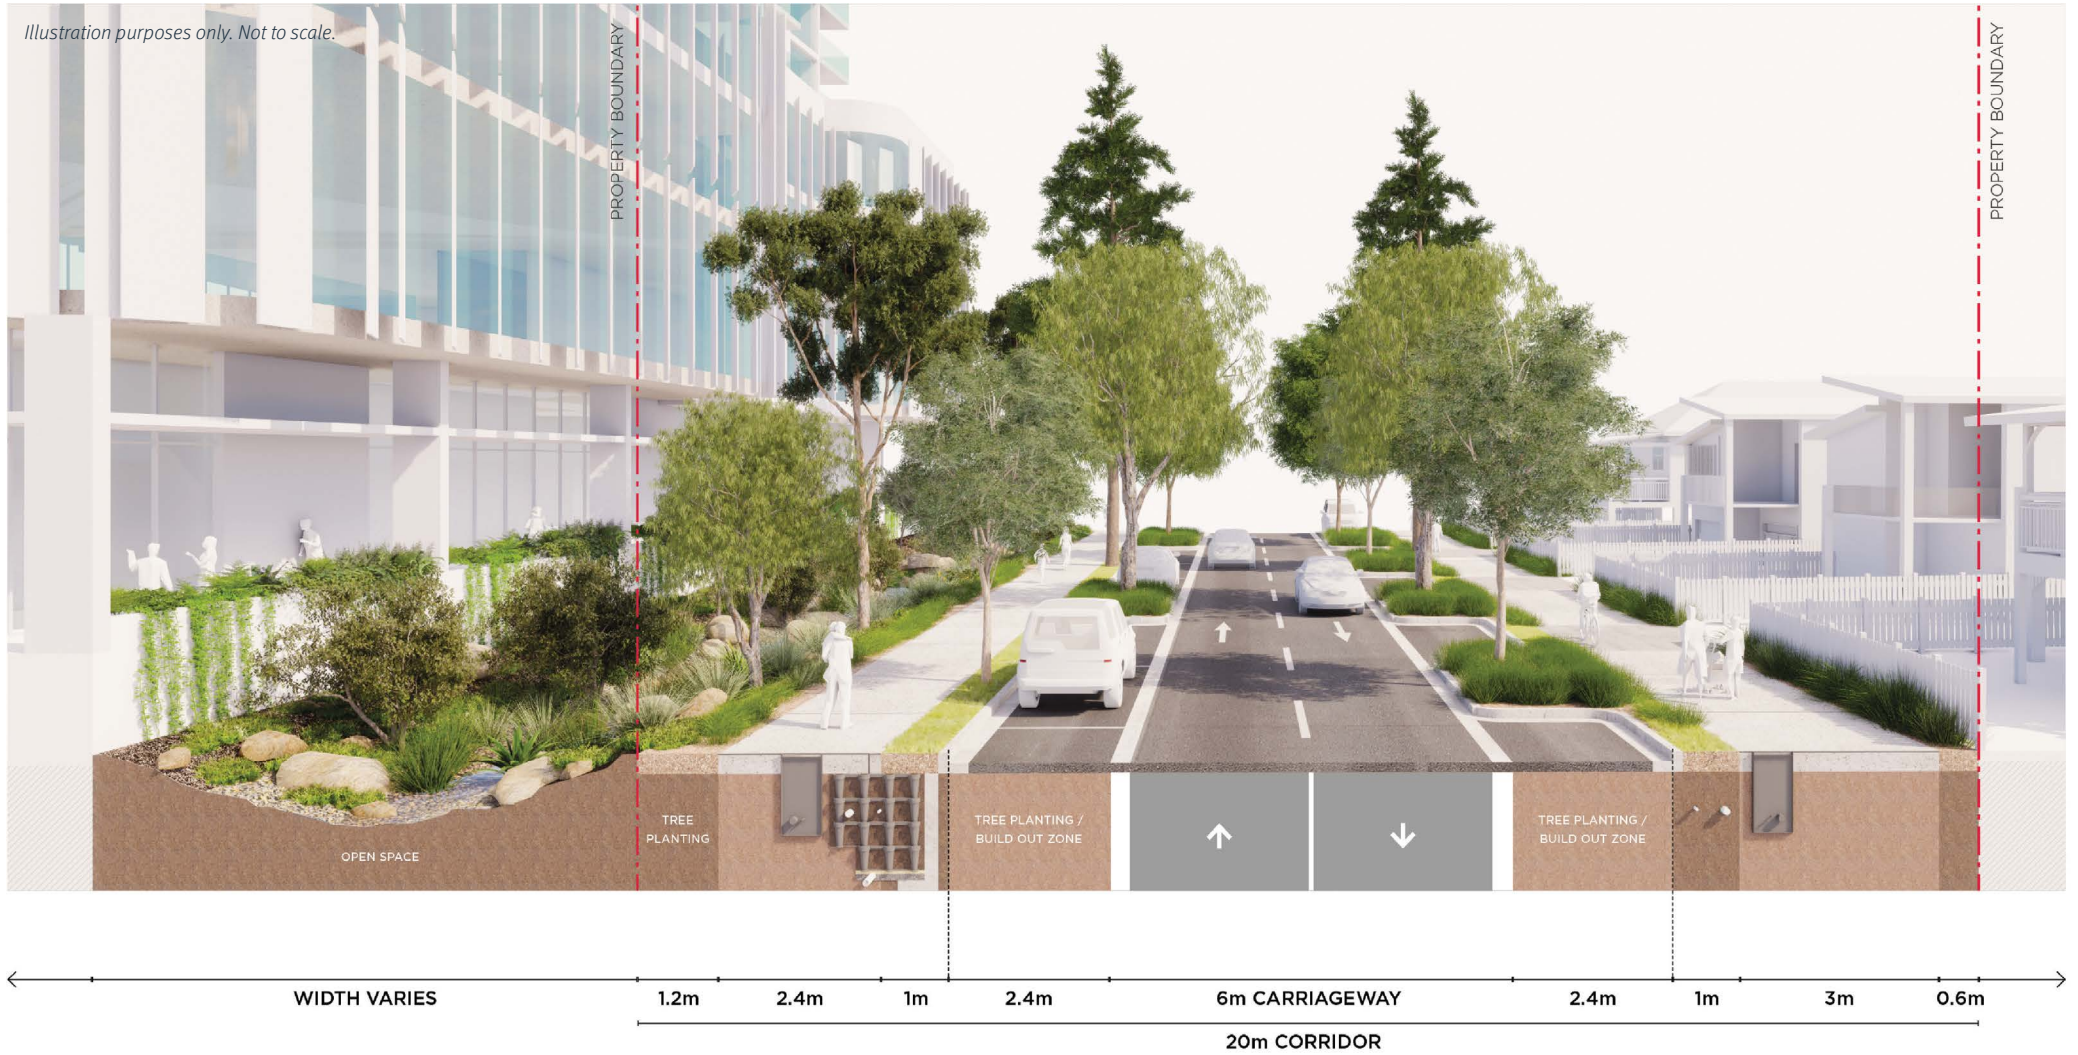 Illustration purposes only. Not to scale.
PROPERTY BOUNDARY
PROPERTY BOUNDARY
OPEN SPACE
TREE
PLANTING
TREE PLANTING /
BUILD OUT ZONE
TREE PLANTING /
BUILD OUT ZONE
WIDTH VARIES
1.2m
2.4m
1m
2.4m
6m CARRIAGEWAY
2.4m
1m
3m
0.6m
20m CORRIDOR